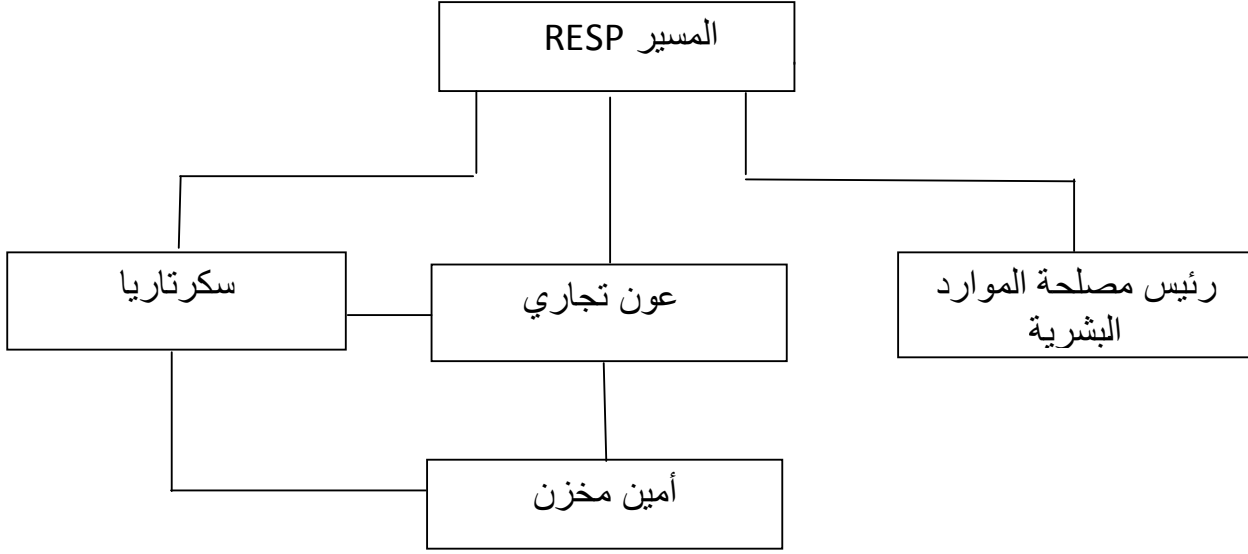 المسير RESP
رئيس مصلحة الموارد
البشرية
عون تجاري
سكرتاريا
أمين مخزن